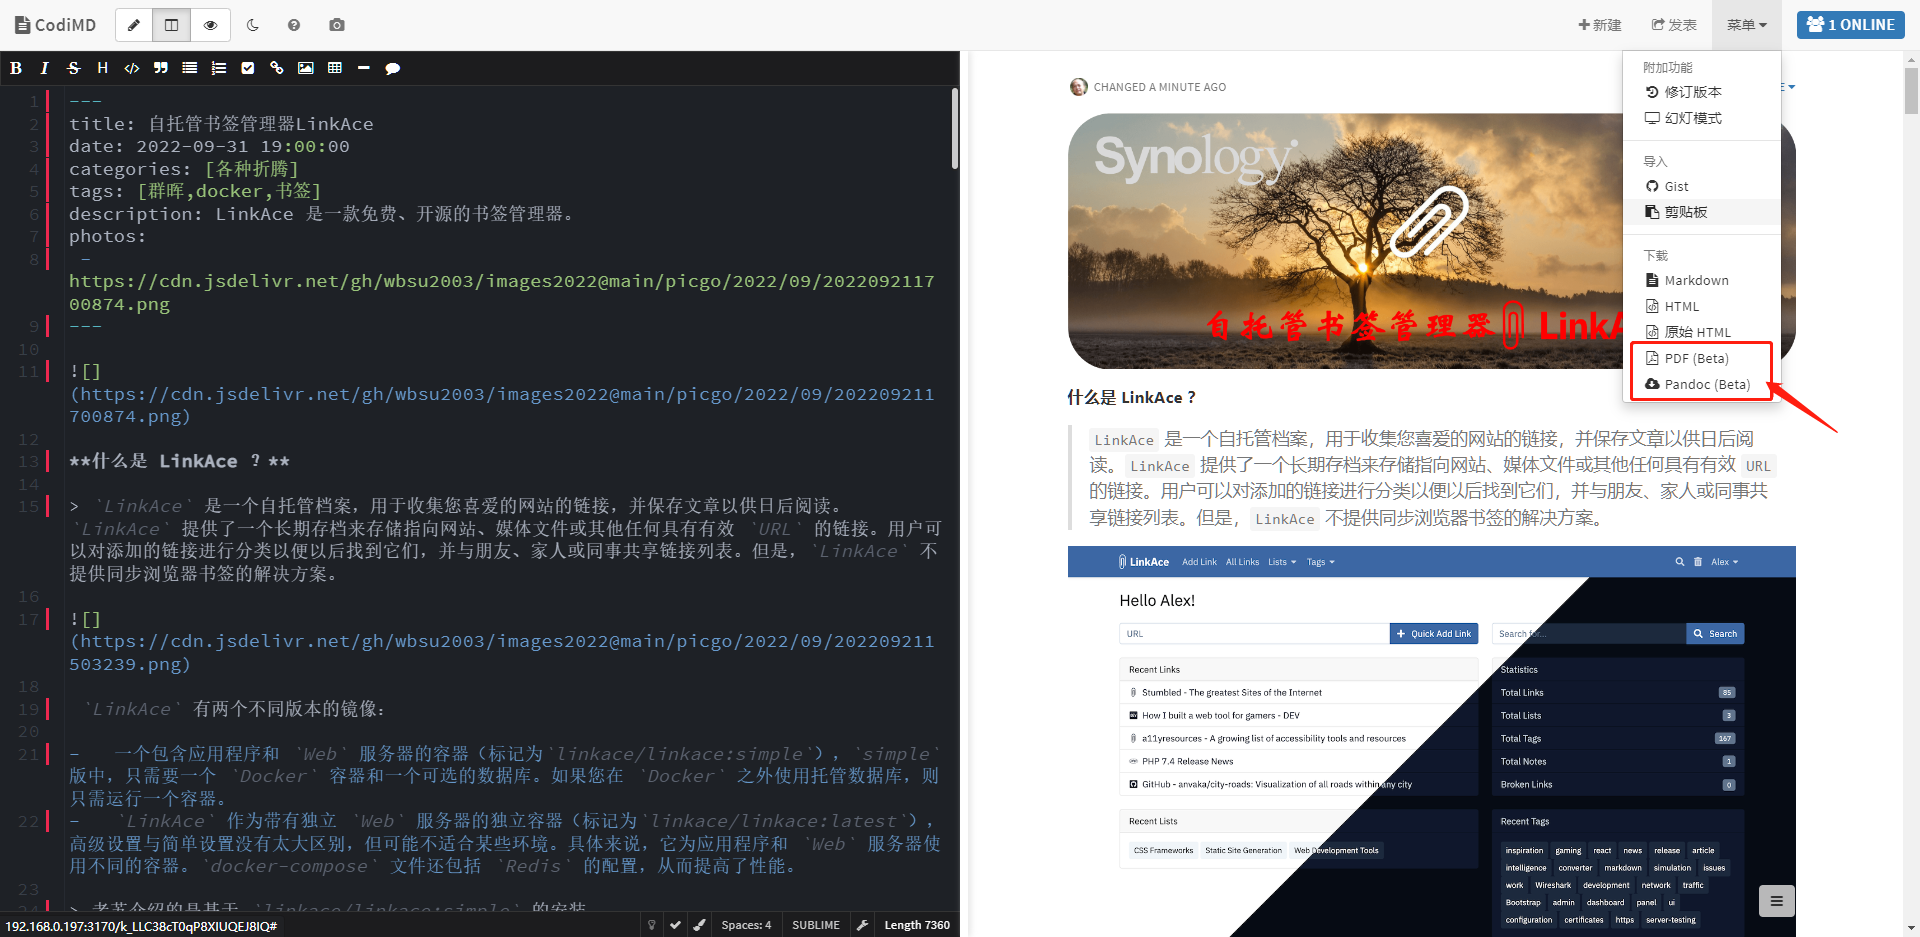 CodiMD
新建
发表
菜单
1 ONLINE
附加功能
修订版本
幻灯模式
导入
Gist
剪贴板
下载
Markdown
HTML
原始 HTML
PDF (Beta)
Pandoc (Beta)
B I S H
1 ---
2 title: 自托管书签管理器LinkAce
3 date: 2022-09-31 19:00:00
4 categories: [各种折腾]
5 tags: [群晖,docker,书签]
6 description: LinkAce 是一款免费、开源的书签管理器。
7 photos:
8 -
https://cdn.jsdelivr.net/gh/wbsu2003/images2022@main/picgo/2022/09/2022092117
00874.png
9 ---
10
11 ![]
(https://cdn.jsdelivr.net/gh/wbsu2003/images2022@main/picgo/2022/09/202209211
700874.png)
12
13 **什么是 LinkAce ？**
14
15 > `LinkAce` 是一个自托管档案，用于收集您喜爱的网站的链接，并保存文章以供日后阅读。
`LinkAce` 提供了一个长期存档来存储指向网站、媒体文件或其他任何具有有效 `URL` 的链接。用户可
以对添加的链接进行分类以便以后找到它们，并与朋友、家人或同事共享链接列表。但是，`LinkAce` 不
提供同步浏览器书签的解决方案。
16
17 ![]
(https://cdn.jsdelivr.net/gh/wbsu2003/images2022@main/picgo/2022/09/202209211
503239.png)
18
19 `LinkAce` 有两个不同版本的镜像：
20
21 - 一个包含应用程序和 `Web` 服务器的容器（标记为`linkace/linkace:simple`），`simple`
版中，只需要一个 `Docker` 容器和一个可选的数据库。如果您在 `Docker` 之外使用托管数据库，则
只需运行一个容器。
22 - `LinkAce` 作为带有独立 `Web` 服务器的独立容器（标记为`linkace/linkace:latest`），
高级设置与简单设置没有太大区别，但可能不适合某些环境。具体来说，它为应用程序和 `Web` 服务器使
用不同的容器。`docker-compose` 文件还包括 `Redis` 的配置，从而提高了性能。
23
24 > 老苏介绍的是基于 `linkace/linkace:simple` 的安装
192.168.0.197:3170/k_LLC38cT0qP8XIUQEJ8IQ#
Spaces: 4
SUBLIME
Length 7360
CHANGED A MINUTE AGO
E
Synology
自托管书签管理器 LinkA
什么是 LinkAce ？
LinkAce 是一个自托管档案，用于收集您喜爱的网站的链接，并保存文章以供日后阅
读。 LinkAce 提供了一个长期存档来存储指向网站、媒体文件或其他任何具有有效 URL
的链接。用户可以对添加的链接进行分类以便以后找到它们，并与朋友、家人或同事共
享链接列表。但是， LinkAce 不提供同步浏览器书签的解决方案。
LinkAce Add Link All Links Lists Tags Alex
Hello Alex!
URL
Quick Add Link
Search for...
Search
Recent Links
Stumbled - The greatest Sites of the Internet
How I built a web tool for gamers - DEV
a11yresources - A growing list of accessibility tools and resources
PHP 7.4 Release News
GitHub - anvaka/city-roads: Visualization of all roads within any city
Statistics
Total Links 85
Total Lists 3
Total Tags 167
Total Notes 1
Broken Links 0
Recent Lists
CSS Frameworks Static Site Generation Web Development Tools
Recent Tags
inspiration gaming react news release article
intelligence converter markdown simulation issues
work Wireshark development network traffic
Bootstrap admin dashboard panel ui
configuration certificates https server-testing